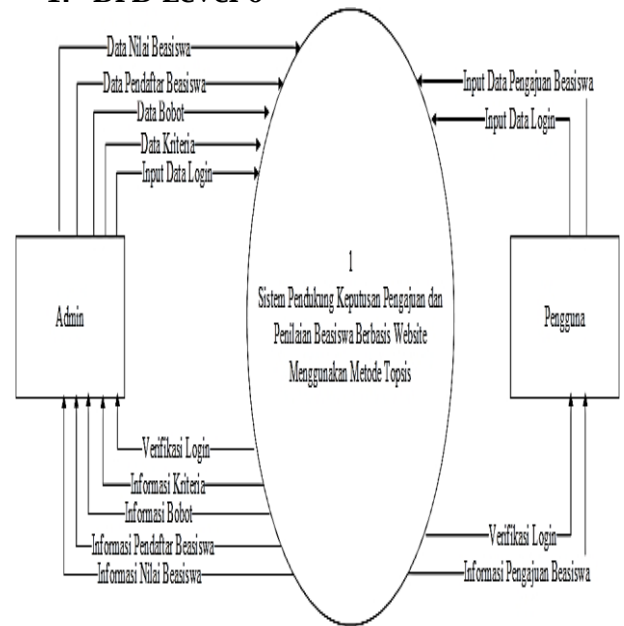 1. DFD Level 0
Data Nilai Beasiswa
Data Pendaftar Beasiswa
Data Bobot
Data Kriteria
Input Data Login
Input Data Pengajuan Beasiswa
Input Data Login
Admin
1
Sistem Pendukung Keputusan Pengajuan dan
Penilaian Beasiswa Berbasis Website
Menggunakan Metode Topsis
Pengguna
Verifikasi Login
Informasi Kriteria
Informasi Bobot
Informasi Pendaftar Beasiswa
Informasi Nilai Beasiswa
Verifikasi Login
Informasi Pengajuan Beasiswa